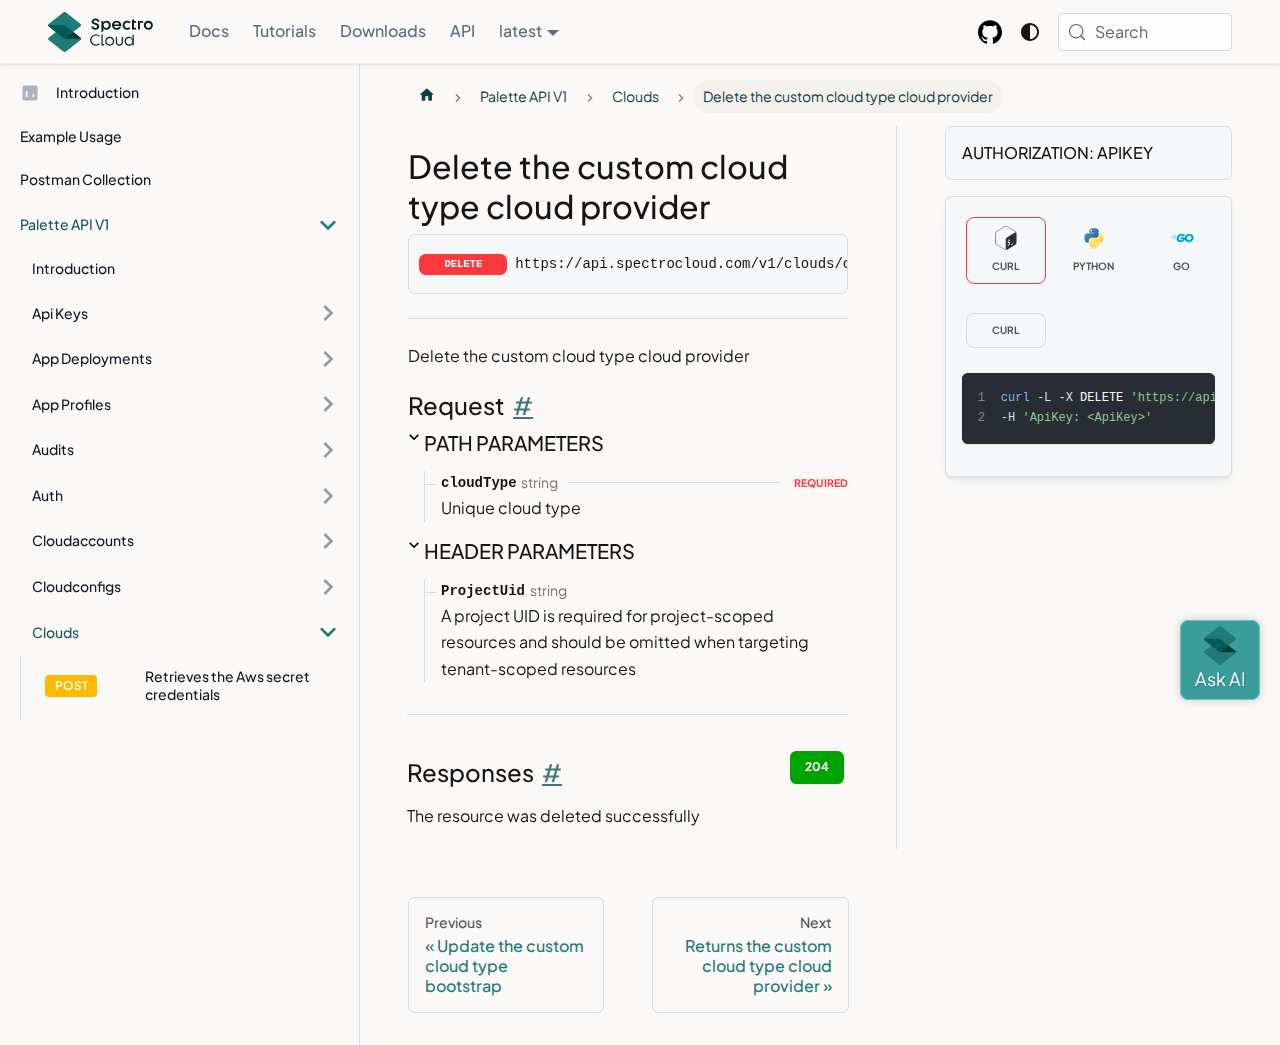 Spectro
Cloud
Docs
Tutorials
Downloads
API
latest
Search
Introduction
Example Usage
Postman Collection
Palette API V1
Introduction
Api Keys
App Deployments
App Profiles
Audits
Auth
Cloudaccounts
Cloudconfigs
Clouds
POST
Retrieves the Aws secret
credentials
Palette API V1
Clouds
Delete the custom cloud type cloud provider
Delete the custom cloud
type cloud provider
DELETE https://api.spectrocloud.com/v1/clouds/
Delete the custom cloud type cloud provider
Request #
PATH PARAMETERS
cloudType string REQUIRED
Unique cloud type
HEADER PARAMETERS
ProjectUid string
A project UID is required for project-scoped
resources and should be omitted when targeting
tenant-scoped resources
Responses #
204
The resource was deleted successfully
Previous
« Update the custom
cloud type
bootstrap
Next
Returns the custom
cloud type cloud
provider »
AUTHORIZATION: APIKEY
CURL
PYTHON
GO
CURL
1 curl -L -X DELETE 'https://api
2 -H 'ApiKey: <ApiKey>'
Ask AI